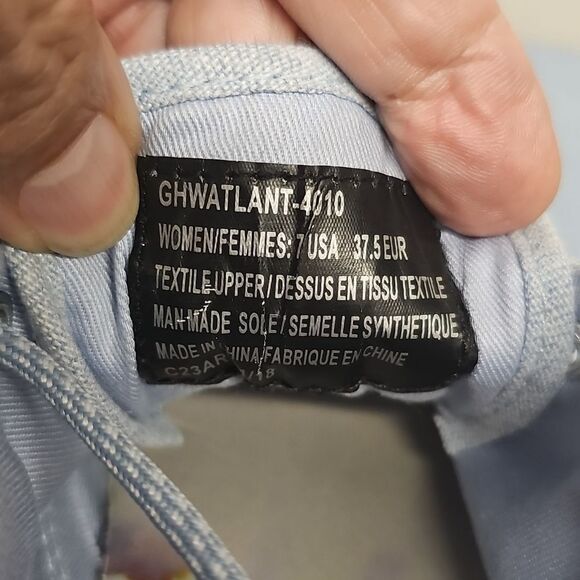 GHWATLANT-4010
WOMEN/FEMMES: 7 USA 37.5 EUR
TEXTILE UPPER/ DESSUS EN TISSU TEXTILE
MAN-MADE SOLE/ SEMELLE SYNTHETIQUE
MADE IN CHINA/FABRIQUE EN CHINE